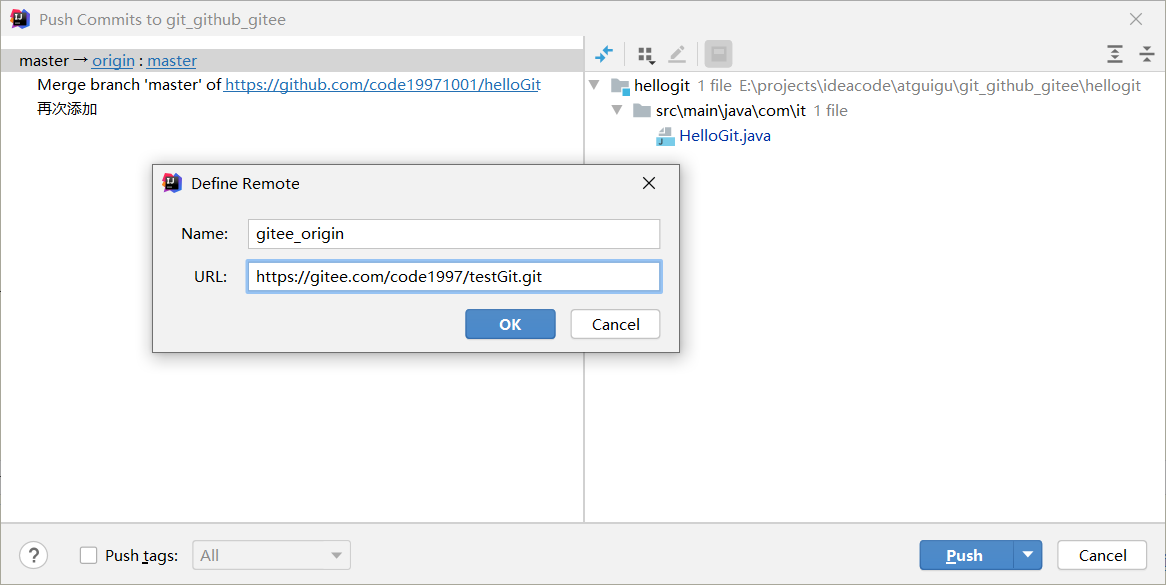 Push Commits to git_github_gitee
master → origin : master
Merge branch 'master' of https://github.com/code19971001/helloGit
再次添加
hellogit 1 file E:\projects\ideacode\atguigu\git_github_gitee\hellogit
src\main\java\com\it 1 file
HelloGit.java
Define Remote
Name: gitee_origin
URL: https://gitee.com/code1997/testGit.git
OK Cancel
? Push tags: All Push Cancel